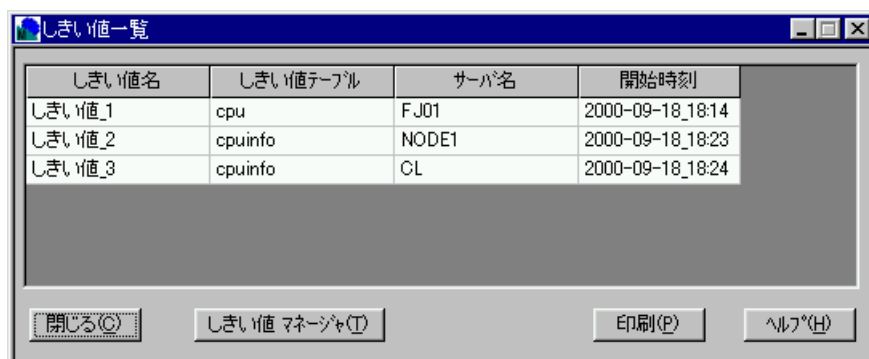 しきい値一覧
しきい値名 しきい値テーブル サーバ名 開始時刻
しきい値_1 cpu FJ01 2000-09-18_18:14
しきい値_2 cpuinfo NODE1 2000-09-18_18:23
しきい値_3 cpuinfo CL 2000-09-18_18:24
閉じる(C) しきい値 マネージャ(T) 印刷(P) ヘルプ(H)